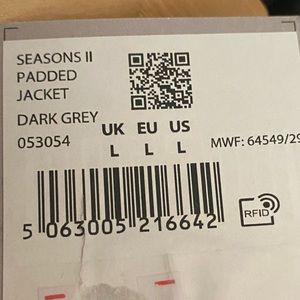 SEASONS II
PADDED
JACKET
DARK GREY
053054
UK EU US
L L L
MWF: 64549/29
5 063005 216642
RFID